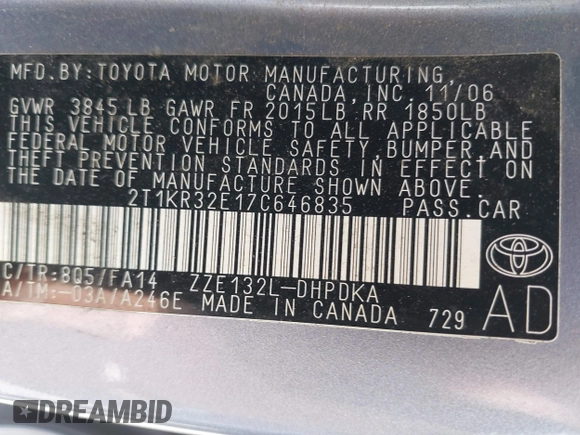 MFD.BY:TOYOTA MOTOR MANUFACTURING,
CANADA, INC. 11/06
GVWR 3845 LB GAWR FR 2015LB RR 1850LB
THIS VEHICLE CONFORMS TO ALL APPLICABLE
FEDERAL MOTOR VEHICLE SAFETY, BUMPER, AND
THEFT PREVENTION STANDARDS IN EFFECT ON
THE DATE OF MANUFACTURE SHOWN ABOVE.
2T1KR32E17C646835 PASS.CAR
C/TR:8Q5/FA14 ZZE132L-DHPDKA
A/TM:-03A/A246E MADE IN CANADA 729
AD
DREAMBID